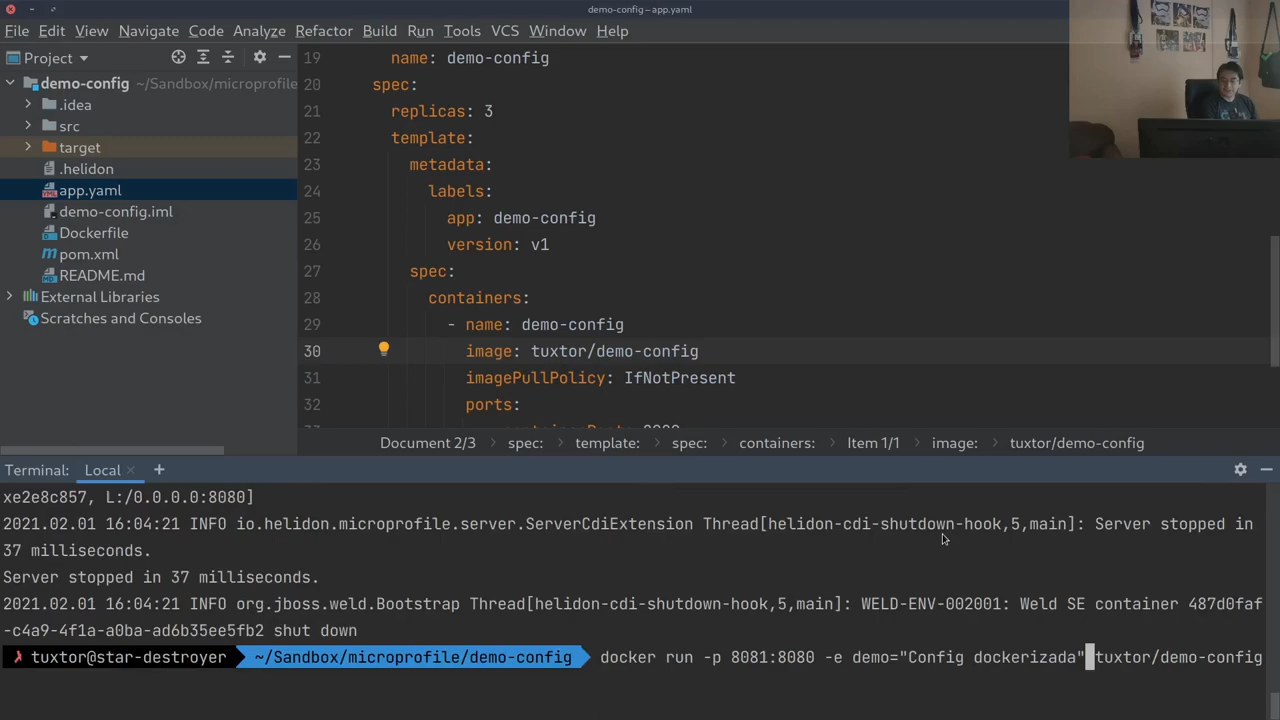 demo-config – app.yaml
File Edit View Navigate Code Analyze Refactor Build Run Tools VCS Window Help
Project
demo-config ~/Sandbox/microprofile
.idea
src
target
.helidon
app.yaml
demo-config.iml
Dockerfile
pom.xml
README.md
External Libraries
Scratches and Consoles
19 name: demo-config
20 spec:
21 replicas: 3
22 template:
23 metadata:
24 labels:
25 app: demo-config
26 version: v1
27 spec:
28 containers:
29 - name: demo-config
30 image: tuxtor/demo-config
31 imagePullPolicy: IfNotPresent
32 ports:
Document 2/3 spec: template: spec: containers: Item 1/1 image: tuxtor/demo-config
Terminal: Local
xe2e8c857, L:/0.0.0.0:8080]
2021.02.01 16:04:21 INFO io.helidon.microprofile.server.ServerCdiExtension Thread[helidon-cdi-shutdown-hook,5,main]: Server stopped in
37 milliseconds.
Server stopped in 37 milliseconds.
2021.02.01 16:04:21 INFO org.jboss.weld.Bootstrap Thread[helidon-cdi-shutdown-hook,5,main]: WELD-ENV-002001: Weld SE container 487d0faf
-c4a9-4f1a-a0ba-ad6b35ee5fb2 shut down
✗ tuxtor@star-destroyer ~/Sandbox/microprofile/demo-config docker run -p 8081:8080 -e demo="Config dockerizada" tuxtor/demo-config